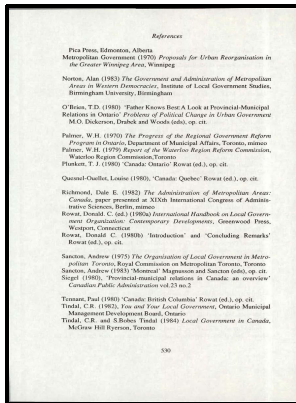 References
Pica Press, Edmonton, Alberta
Metropolitan Government (1970) Proposals for Urban Reorganisation in
the Greater Winnipeg Area, Winnipeg
Norton, Alan (1983) The Government and Administration of Metropolitan
Areas in Western Democracies, Institute of Local Government Studies,
Birmingham University, Birmingham
O'Brien, T.D. (1980) 'Father Knows Best:A Look at Provincial-Municipal
Relations in Ontario' Problems of Political Change in Urban Government
M.O. Dickerson, Drabek and Woods (eds), op. cit.
Palmer, W.H. (1970) The Progress of the Regional Government Reform
Program in Ontario, Department of Municipal Affairs, Toronto, mimeo
Palmer, W.H. (1979) Report of the Waterloo Region Reform Commission,
Waterloo Region Commission,Toronto
Plunkett, T. J. (1980) 'Canada: Ontario' Rowat (ed.), op. cit.
Quesnel-Ouellet, Louise (1980), 'Canada: Quebec' Rowat (ed.), op. cit.
Richmond, Dale E. (1982) The Administration of Metropolitan Areas:
Canada, paper presented at XIXth International Congress of Adminis-
trative Sciences, Berlin, mimeo
Rowat, Donald. C. (ed.) (1980a) International Handbook on Local Govern-
ment Organization: Contemporary Developments, Greenwood Press,
Westport, Connecticut
Rowat, Donald C. (1980b) 'Introduction' and 'Concluding Remarks'
Rowat (ed.), op. cit.
Sancton, Andrew (1975) The Organisation of Local Government in Metro-
politan Toronto, Royal Commission on Metropolitan Toronto, Toronto
Sancton, Andrew (1983) 'Montreal' Magnusson and Sancton (eds), op. cit.
Siegel (1980), 'Provincial-municipal relations in Canada: an overview'
Canadian Public Administration vol.23 no.2
Tennant, Paul (1980) 'Canada: British Columbia' Rowat (ed.), op. cit.
Tindal, C.R. (1982), You and Your Local Government, Ontario Municipal
Management Development Board, Ontario
Tindal, C.R. and S.Bobes Tindal (1984) Local Government in Canada,
McGraw Hill Ryerson, Toronto
530